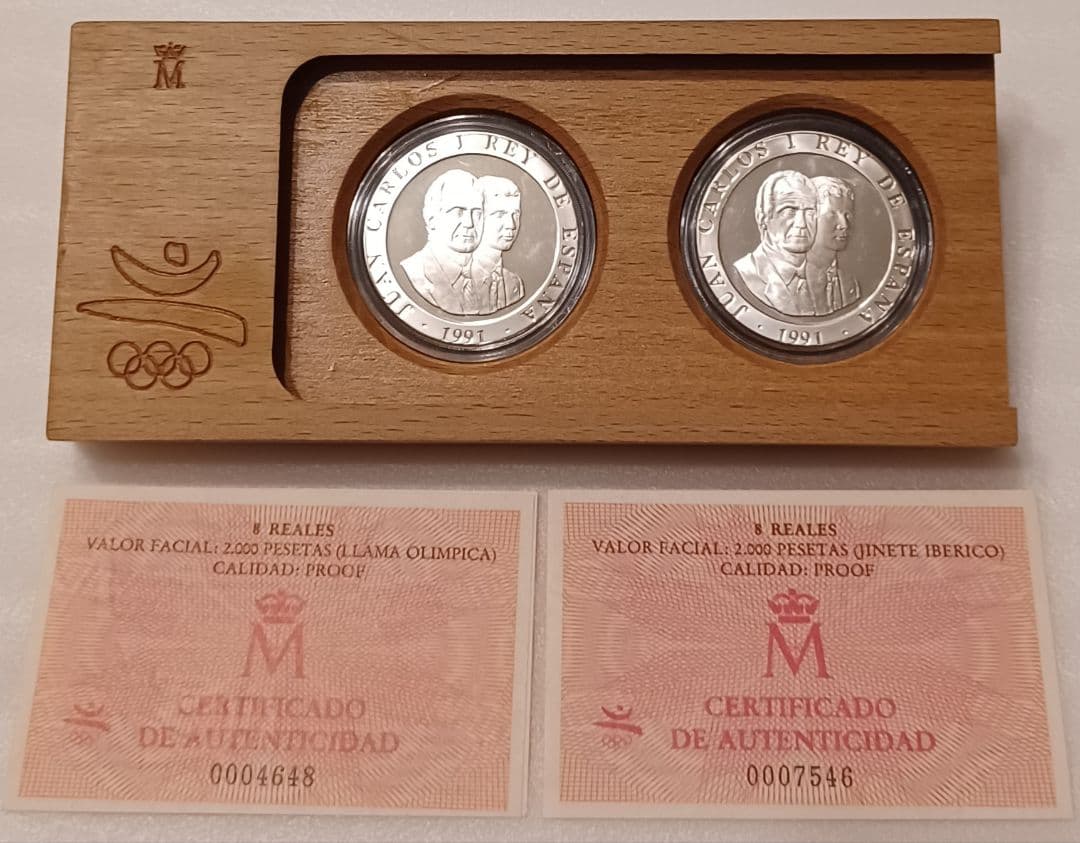 M
JUAN CARLOS I REY DE ESPAÑA
· 1991 ·
JUAN CARLOS I REY DE ESPAÑA
· 1991 ·
8 REALES
VALOR FACIAL: 2.000 PESETAS (LLAMA OLIMPICA)
CALIDAD: PROOF
M
CERTIFICADO
DE AUTENTICIDAD
0004648
8 REALES
VALOR FACIAL: 2.000 PESETAS (JINETE IBERICO)
CALIDAD: PROOF
M
CERTIFICADO
DE AUTENTICIDAD
0007546